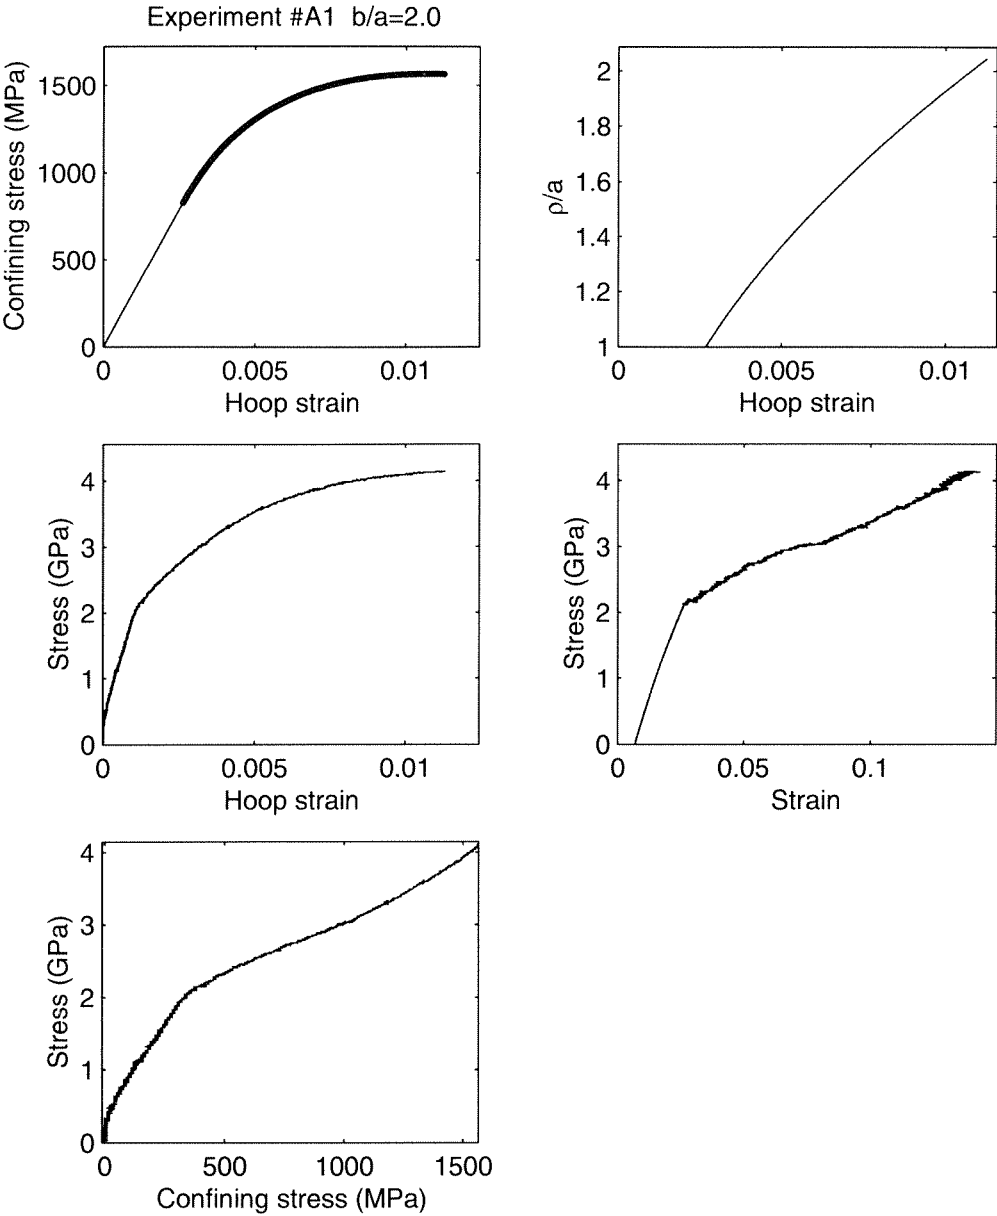 Experiment #A1 b/a=2.0
Confining stress (MPa)
1500
1000
500
0
0 0.005 0.01
Hoop strain
ρ/a
2
1.8
1.6
1.4
1.2
1
0 0.005 0.01
Hoop strain
Stress (GPa)
4
3
2
1
0
0 0.005 0.01
Hoop strain
Stress (GPa)
4
3
2
1
0
0 0.05 0.1
Strain
Stress (GPa)
4
3
2
1
0
0 500 1000 1500
Confining stress (MPa)